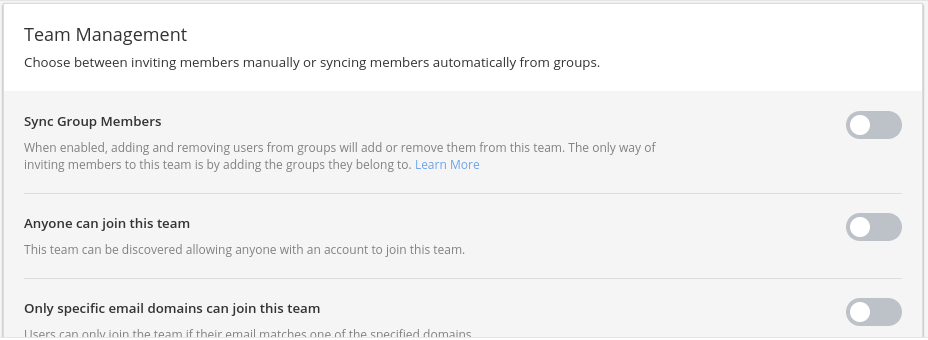 Team Management
Choose between inviting members manually or syncing members automatically from groups.
Sync Group Members
When enabled, adding and removing users from groups will add or remove them from this team. The only way of
inviting members to this team is by adding the groups they belong to. Learn More
Anyone can join this team
This team can be discovered allowing anyone with an account to join this team.
Only specific email domains can join this team
Users can only join the team if their email matches one of the specified domains.